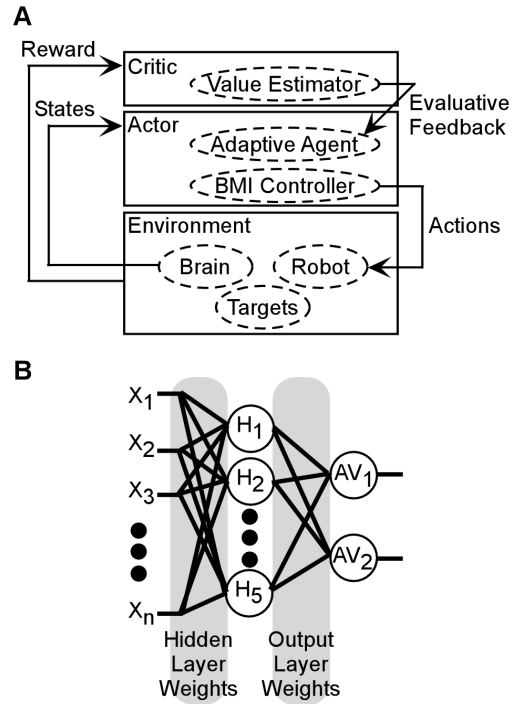 A
Reward
Critic
Value Estimator
Evaluative
Feedback
States
Actor
Adaptive Agent
BMI Controller
Environment
Actions
Brain
Robot
Targets
B
X1
X2
X3
Xn
H1
H2
H5
AV1
AV2
Hidden
Layer
Weights
Output
Layer
Weights